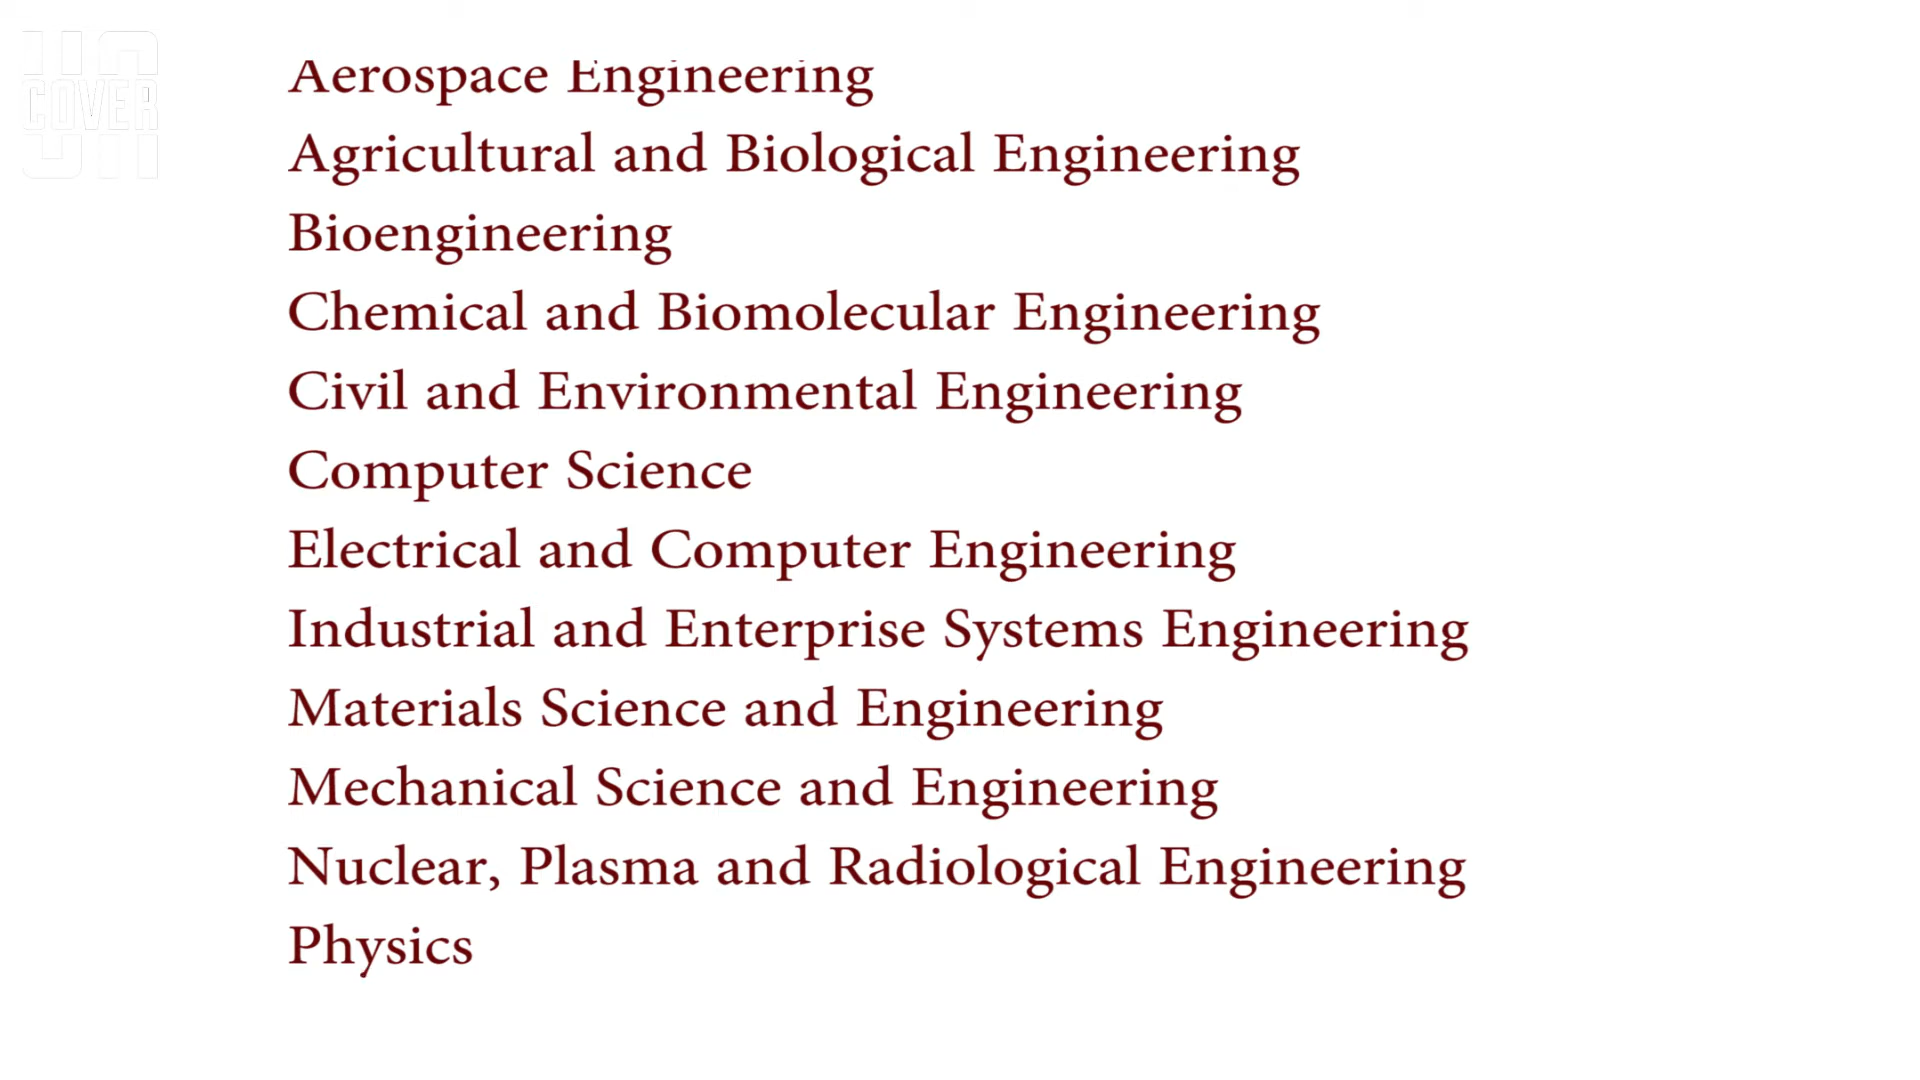 COVER
Aerospace Engineering
Agricultural and Biological Engineering
Bioengineering
Chemical and Biomolecular Engineering
Civil and Environmental Engineering
Computer Science
Electrical and Computer Engineering
Industrial and Enterprise Systems Engineering
Materials Science and Engineering
Mechanical Science and Engineering
Nuclear, Plasma and Radiological Engineering
Physics